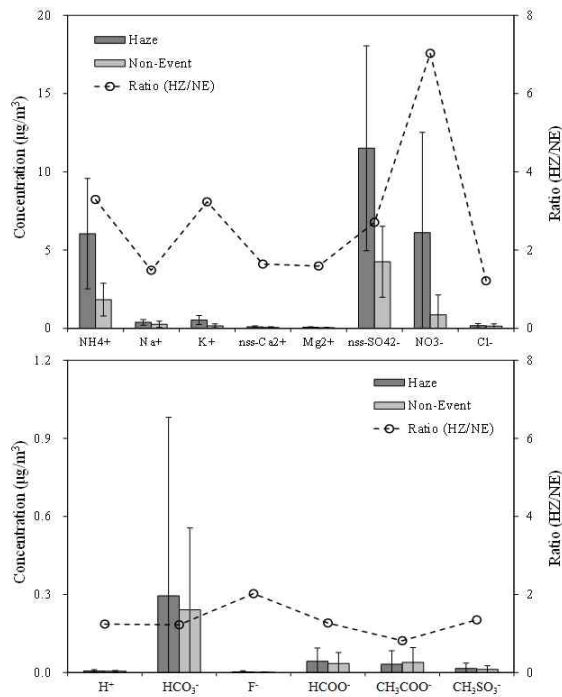 20
15
10
5
0
8
6
4
2
0
Concentration (µg/m³)
Ratio (HZ/NE)
Haze
Non-Event
Ratio (HZ/NE)
NH4+ Na+ K+ nss-Ca2+ Mg2+ nss-SO42- NO3- Cl-
1.2
0.9
0.6
0.3
0.0
8
6
4
2
0
Concentration (µg/m³)
Ratio (HZ/NE)
Haze
Non-Event
Ratio (HZ/NE)
H⁺ HCO₃⁻ F⁻ HCOO⁻ CH₃COO⁻ CH₃SO₃⁻